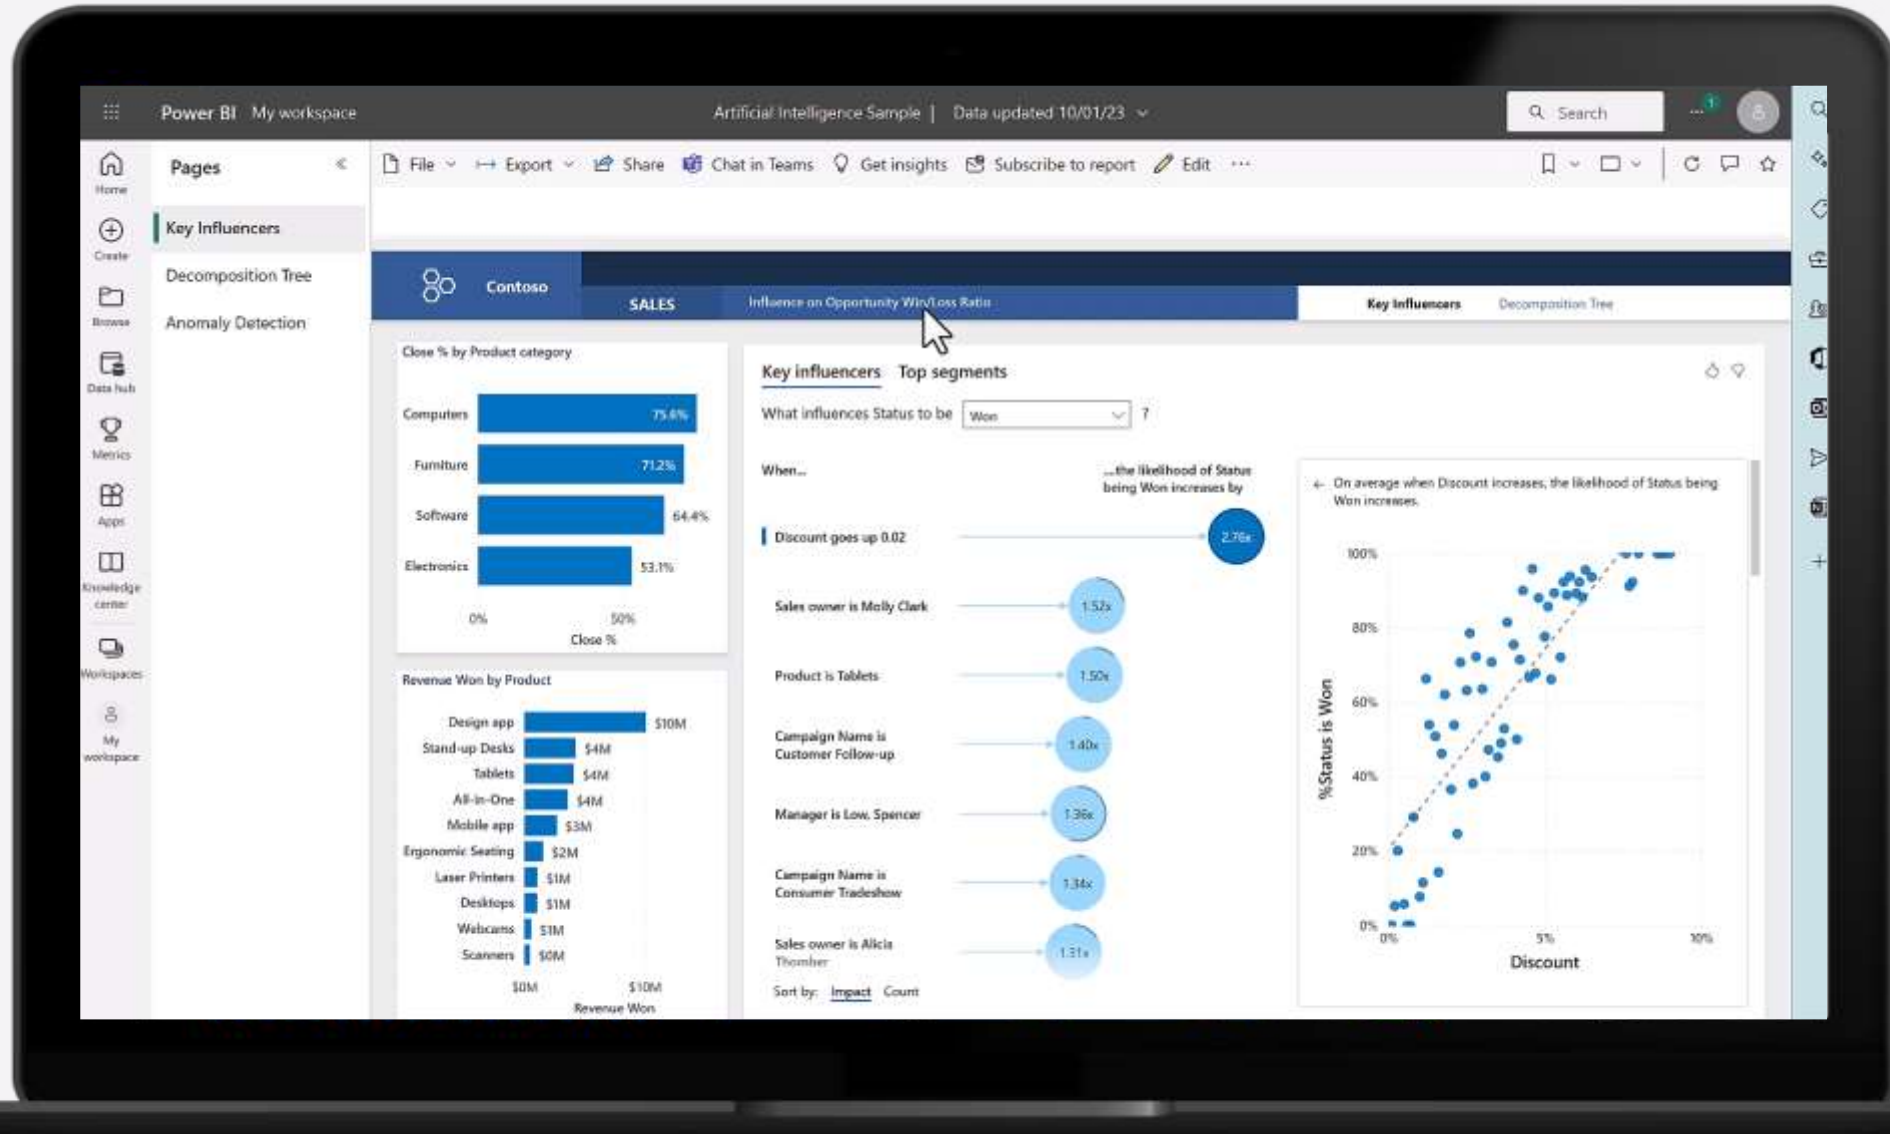 Power BI My workspace
Artificial Intelligence Sample | Data updated 10/01/23
Search
1
Home
Create
Browse
Data hub
Metrics
Apps
Knowledge
center
Workspaces
My
workspace
Pages
Key Influencers
Decomposition Tree
Anomaly Detection
File Export Share Chat in Teams Get insights Subscribe to report Edit ...
Contoso
SALES
Influence on Opportunity Win/Loss Ratio
Key Influencers Decomposition Tree
Close % by Product category
Computers 75.6%
Furniture 71.2%
Software 64.4%
Electronics 53.1%
0% 50%
Close %
Revenue Won by Product
Design app $10M
Stand-up Desks $4M
Tablets $4M
All-in-One $4M
Mobile app $3M
Ergonomic Seating $2M
Laser Printers $1M
Desktops $1M
Webcams $1M
Scanners $0M
$0M $10M
Revenue Won
Key influencers Top segments
What influences Status to be Won ?
When...
...the likelihood of Status
being Won increases by
Discount goes up 0.02 2.76x
Sales owner is Molly Clark 1.52x
Product is Tablets 1.50x
Campaign Name is
Customer Follow-up 1.40x
Manager is Low, Spencer 1.36x
Campaign Name is
Consumer Tradeshow 1.34x
Sales owner is Alicia
Thomber 1.31x
Sort by: Impact Count
On average when Discount increases, the likelihood of Status being
Won increases.
%Status is Won
100%
80%
60%
40%
20%
0%
0% 5% 10%
Discount